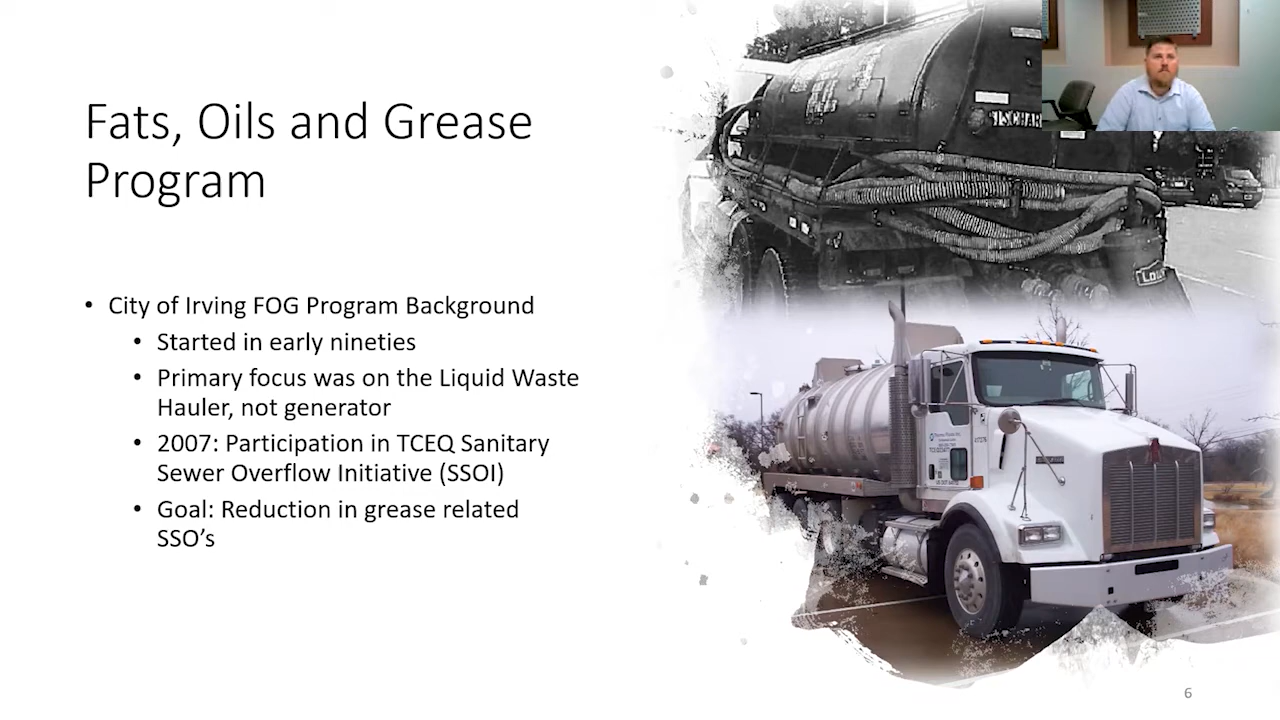 Fats, Oils and Grease
Program
• City of Irving FOG Program Background
• Started in early nineties
• Primary focus was on the Liquid Waste
Hauler, not generator
• 2007: Participation in TCEQ Sanitary
Sewer Overflow Initiative (SSOI)
• Goal: Reduction in grease related
SSO’s
6